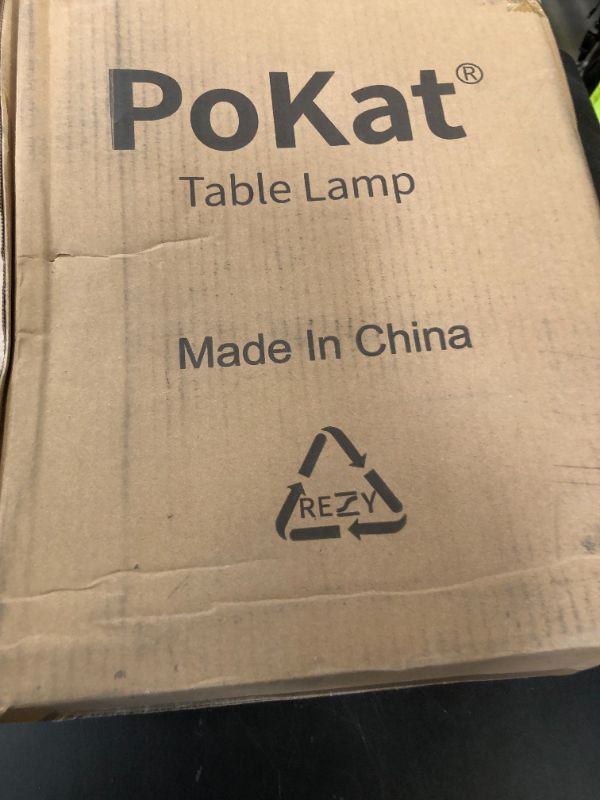 PoKat®
Table Lamp
Made In China
REZY